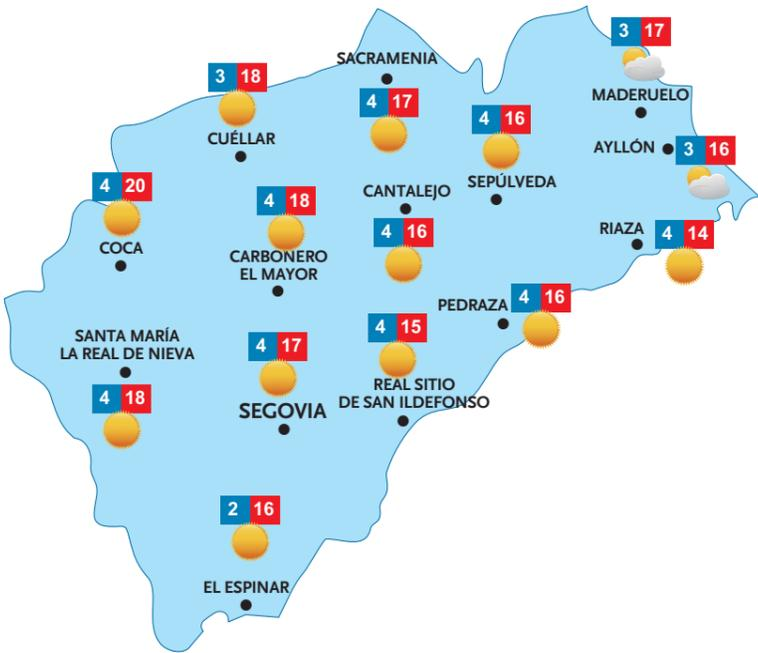 3 17
SACRAMENIA
3 18
MADERUELO
4 17
4 16
CUÉLLAR
AYLLÓN
3 16
4 20
CANTALEJO
SEPÚLVEDA
4 18
COCA
4 16
RIAZA
4 14
CARBONERO
EL MAYOR
PEDRAZA
4 16
SANTA MARÍA
LA REAL DE NIEVA
4 17
4 15
4 18
REAL SITIO
DE SAN ILDEFONSO
SEGOVIA
2 16
EL ESPINAR